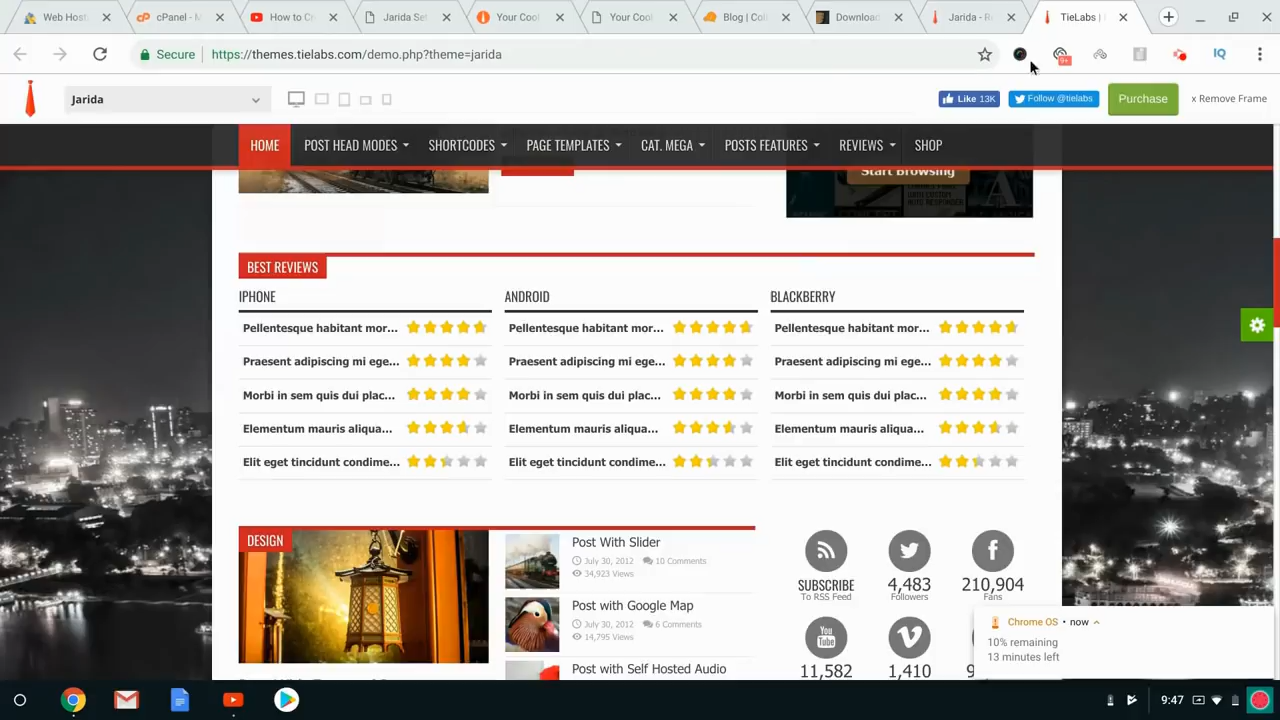 Web Host
cPanel - M
How to C
Jarida Set
Your Cool
Your Cool
Blog | Col
Download
Jarida - R
TieLabs |
Secure https://themes.tielabs.com/demo.php?theme=jarida
9+
IQ
Jarida
Like 13K
Follow @tielabs
Purchase
x Remove Frame
HOME POST HEAD MODES SHORTCODES PAGE TEMPLATES CAT. MEGA POSTS FEATURES REVIEWS SHOP
Start Browsing
BEST REVIEWS
IPHONE
Pellentesque habitant mor...
Praesent adipiscing mi ege...
Morbi in sem quis dui plac...
Elementum mauris aliqua...
Elit eget tincidunt condime...
ANDROID
Pellentesque habitant mor...
Praesent adipiscing mi ege...
Morbi in sem quis dui plac...
Elementum mauris aliqua...
Elit eget tincidunt condime...
BLACKBERRY
Pellentesque habitant mor...
Praesent adipiscing mi ege...
Morbi in sem quis dui plac...
Elementum mauris aliqua...
Elit eget tincidunt condime...
DESIGN
Post With Slider
July 30, 2012 10 Comments
34,923 Views
Post with Google Map
July 30, 2012 6 Comments
14,795 Views
Post with Self Hosted Audio
SUBSCRIBE
To RSS Feed
4,483
Followers
210,904
Fans
You Tube
11,582
1,410
Chrome OS • now
10% remaining
13 minutes left
9:47